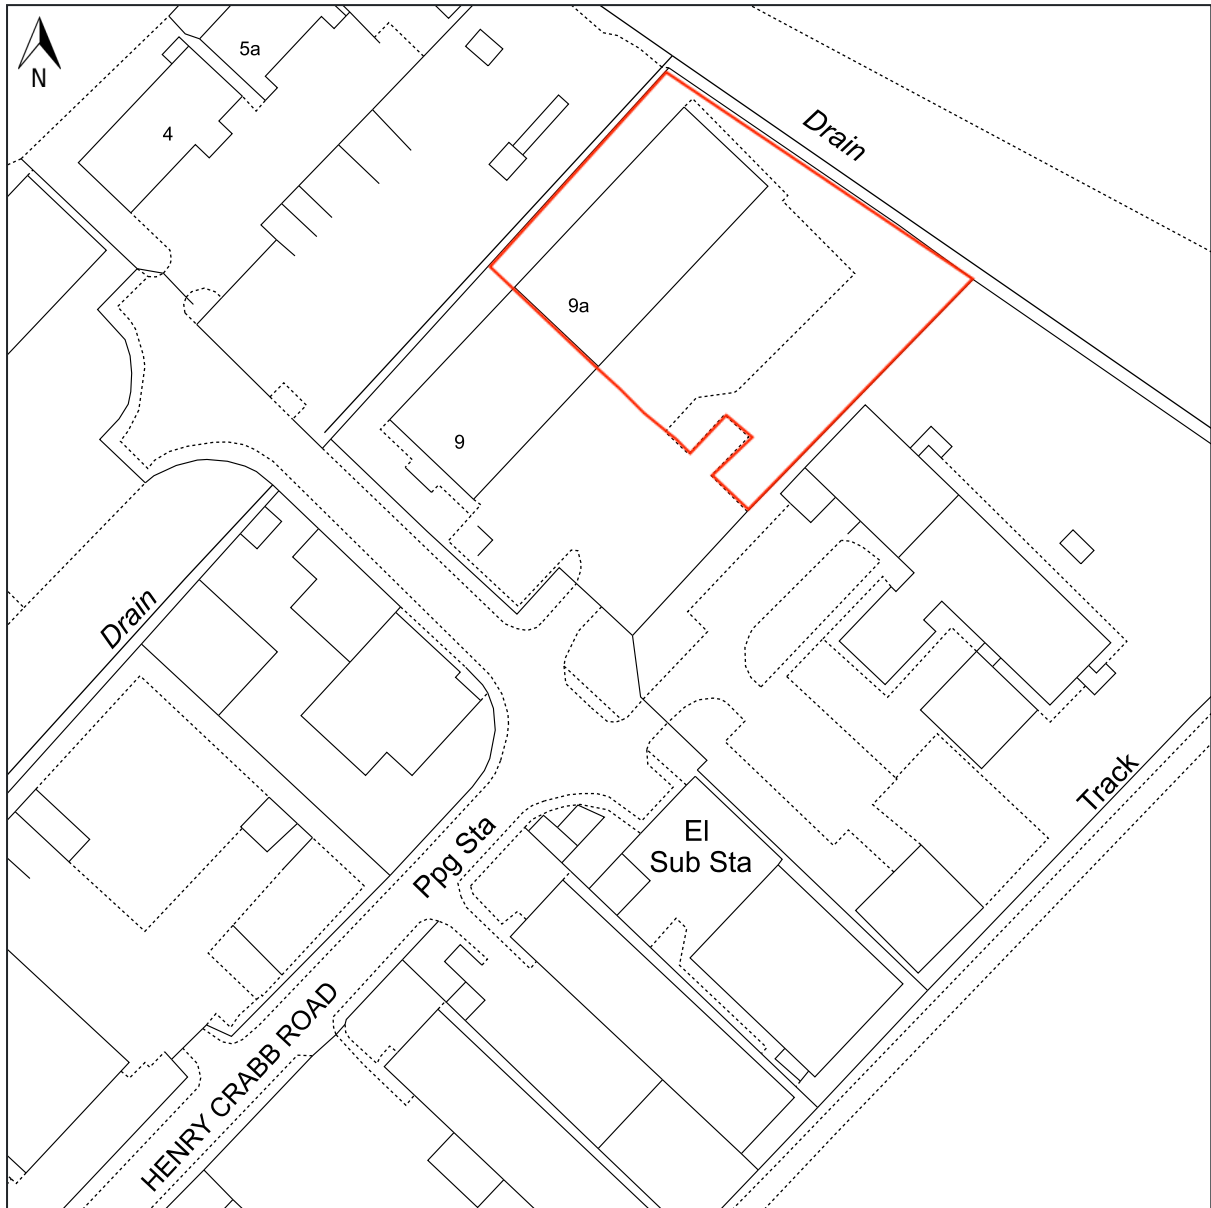 N
5a
4
Drain
9a
9
Drain
Track
El
Sub Sta
Ppg Sta
HENRY CRABB ROAD